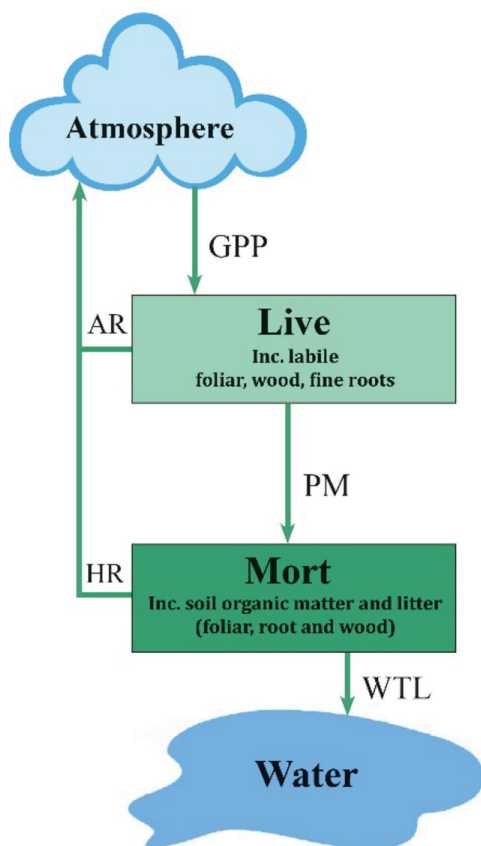 Atmosphere
GPP
AR
Live
Inc. labile
foliar, wood, fine roots
PM
HR
Mort
Inc. soil organic matter and litter
(foliar, root and wood)
WTL
Water